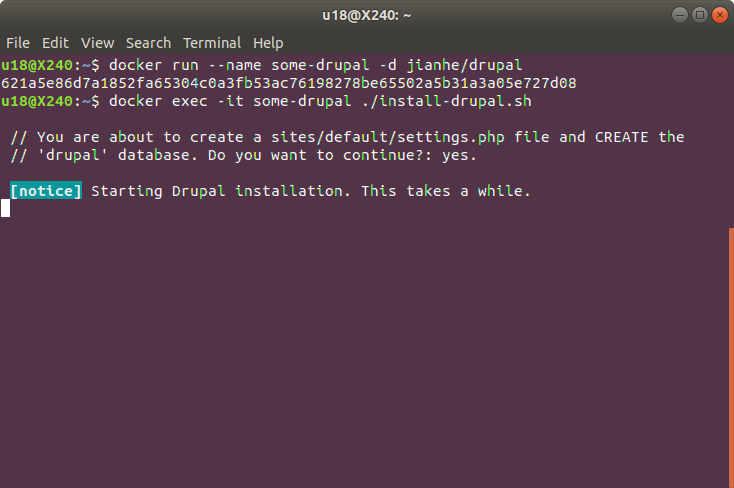 u18@X240: ~
File Edit View Search Terminal Help
u18@X240:~$ docker run --name some-drupal -d jianhe/drupal
621a5e86d7a1852fa65304c0a3fb53ac76198278be65502a5b31a3a05e727d08
u18@X240:~$ docker exec -it some-drupal ./install-drupal.sh
// You are about to create a sites/default/settings.php file and CREATE the
// 'drupal' database. Do you want to continue?: yes.
[notice] Starting Drupal installation. This takes a while.